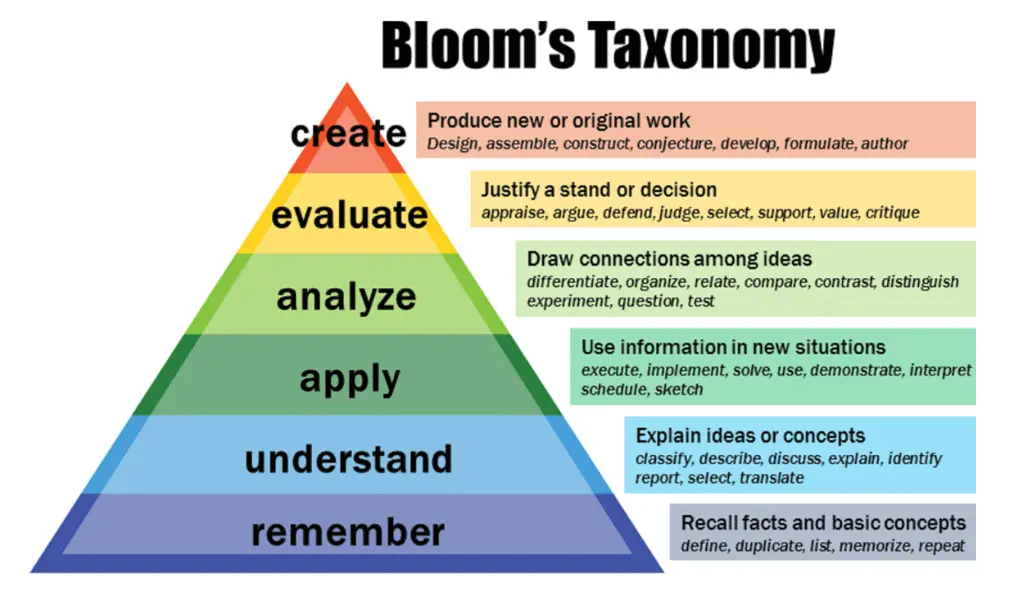 Bloom's Taxonomy
create
Produce new or original work
Design, assemble, construct, conjecture, develop, formulate, author
evaluate
Justify a stand or decision
appraise, argue, defend, judge, select, support, value, critique
analyze
Draw connections among ideas
differentiate, organize, relate, compare, contrast, distinguish
experiment, question, test
apply
Use information in new situations
execute, implement, solve, use, demonstrate, interpret
schedule, sketch
understand
Explain ideas or concepts
classify, describe, discuss, explain, identify
report, select, translate
remember
Recall facts and basic concepts
define, duplicate, list, memorize, repeat